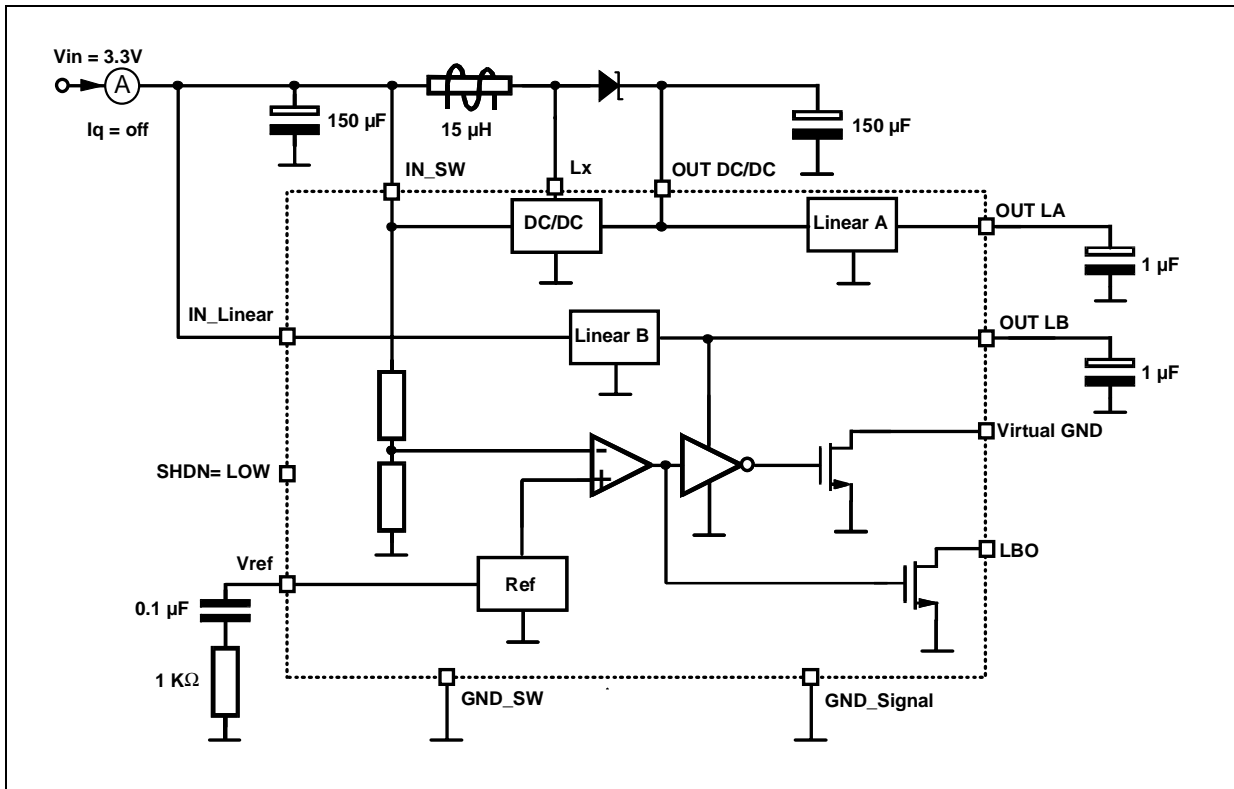 Vin = 3.3V
A
Iq = off
150 µF
15 µH
150 µF
IN_SW
Lx
OUT DC/DC
DC/DC
Linear A
OUT LA
1 µF
IN_Linear
Linear B
OUT LB
1 µF
Virtual GND
-
+
SHDN= LOW
LBO
Vref
Ref
0.1 µF
1 KΩ
GND_SW
GND_Signal